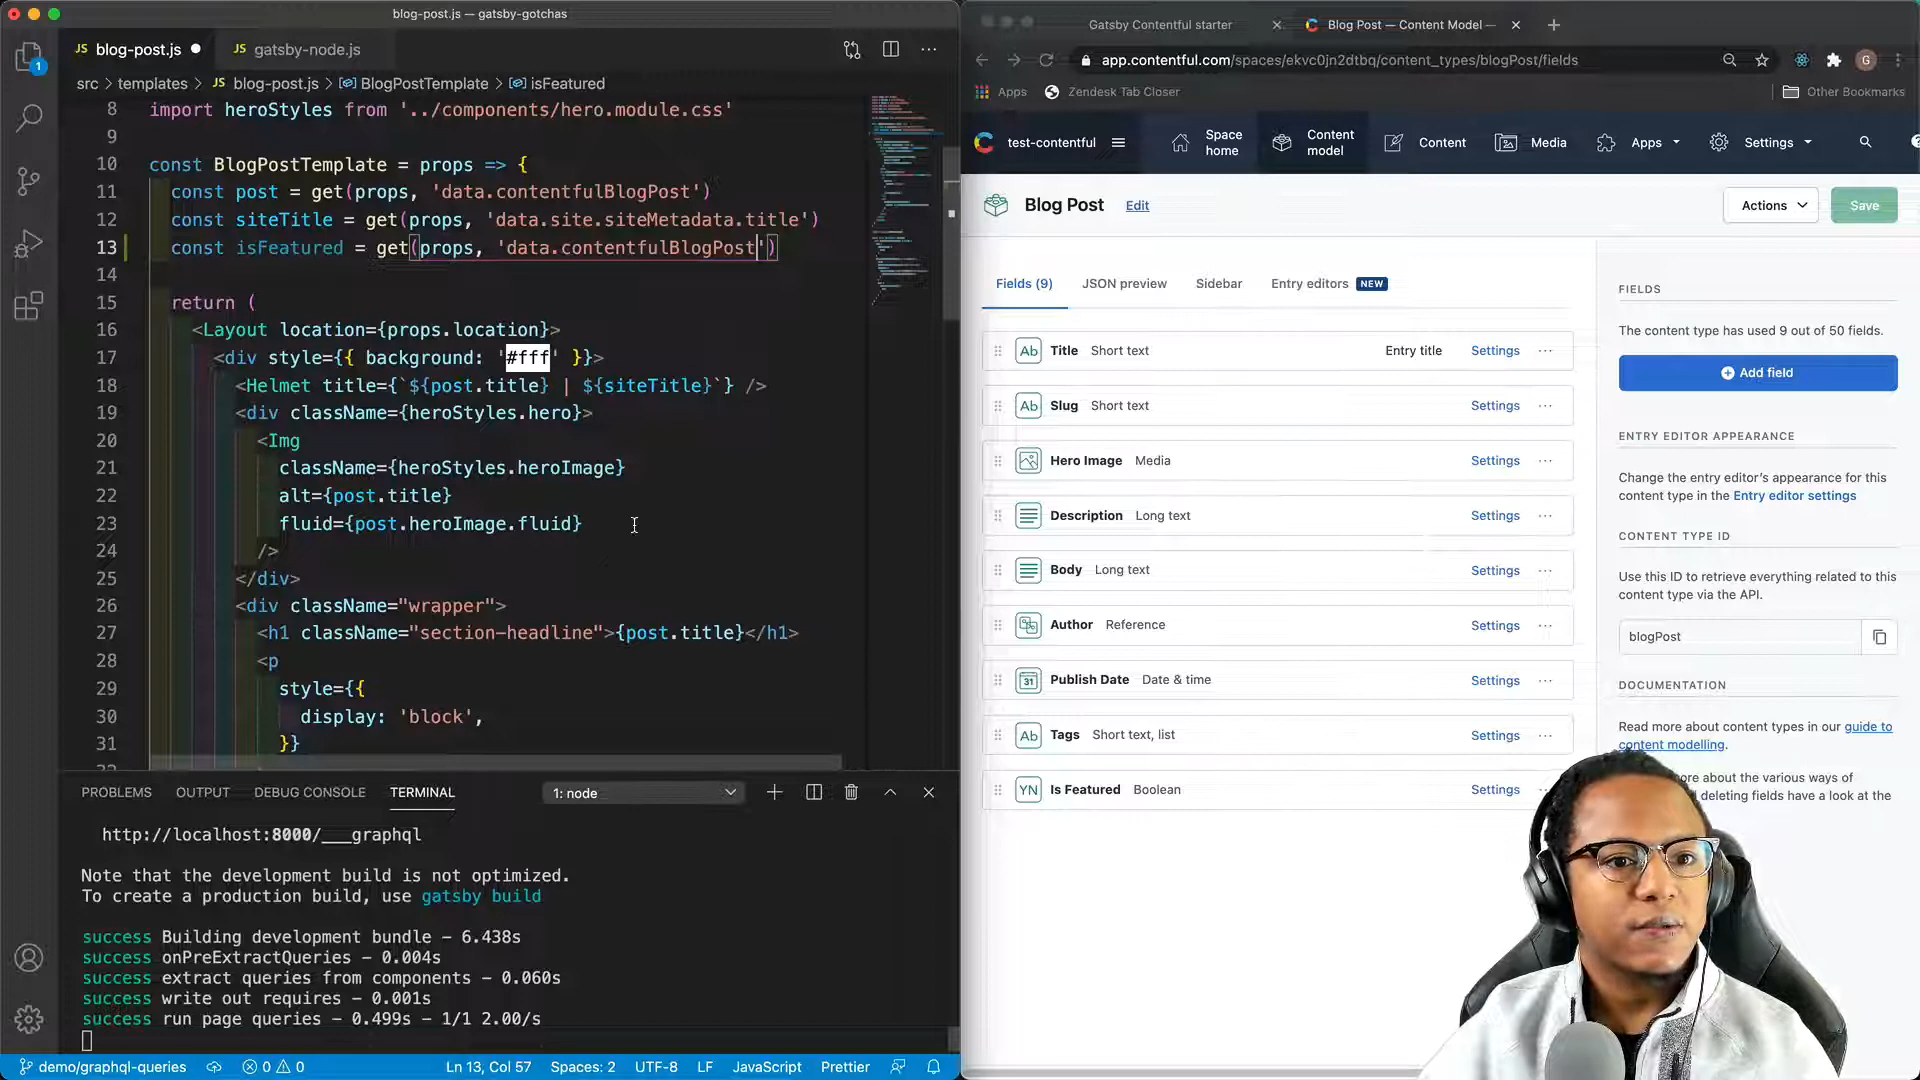 blog-post.js — gatsby-gotchas
JS blog-post.js
JS gatsby-node.js
src > templates > JS blog-post.js > BlogPostTemplate > isFeatured
8 import heroStyles from '../components/hero.module.css'
9
10 const BlogPostTemplate = props => {
11 const post = get(props, 'data.contentfulBlogPost')
12 const siteTitle = get(props, 'data.site.siteMetadata.title')
13 const isFeatured = get(props, 'data.contentfulBlogPost')
14
15 return (
16 <Layout location={props.location}>
17 <div style={{ background: '#fff' }}>
18 <Helmet title={`${post.title} | ${siteTitle}`} />
19 <div className={heroStyles.hero}>
20 <Img
21 className={heroStyles.heroImage}
22 alt={post.title}
23 fluid={post.heroImage.fluid}
24 />
25 </div>
26 <div className="wrapper">
27 <h1 className="section-headline">{post.title}</h1>
28 <p
29 style={{
30 display: 'block',
31 }}
PROBLEMS OUTPUT DEBUG CONSOLE TERMINAL 1: node
http://localhost:8000/___graphql
Note that the development build is not optimized.
To create a production build, use gatsby build
success Building development bundle - 6.438s
success onPreExtractQueries - 0.004s
success extract queries from components - 0.060s
success write out requires - 0.001s
success run page queries - 0.499s - 1/1 2.00/s
1
demo/graphql-queries 0 0 Ln 13, Col 57 Spaces: 2 UTF-8 LF JavaScript Prettier
Gatsby Contentful starter
Blog Post — Content Model —
app.contentful.com/spaces/ekvc0jn2dtbq/content_types/blogPost/fields
G
Apps Zendesk Tab Closer Other Bookmarks
test-contentful
Space home
Content model
Content
Media
Apps
Settings
Blog Post Edit
Actions
Save
Fields (9) JSON preview Sidebar Entry editors NEW
Ab Title Short text Entry title Settings
Ab Slug Short text Settings
Hero Image Media Settings
Description Long text Settings
Body Long text Settings
Author Reference Settings
31 Publish Date Date & time Settings
Ab Tags Short text, list Settings
YN Is Featured Boolean Settings
FIELDS
The content type has used 9 out of 50 fields.
Add field
ENTRY EDITOR APPEARANCE
Change the entry editor's appearance for this
content type in the Entry editor settings
CONTENT TYPE ID
Use this ID to retrieve everything related to this
content type via the API.
blogPost
DOCUMENTATION
Read more about content types in our guide to
content modelling.
ore about the various ways of
deleting fields have a look at the